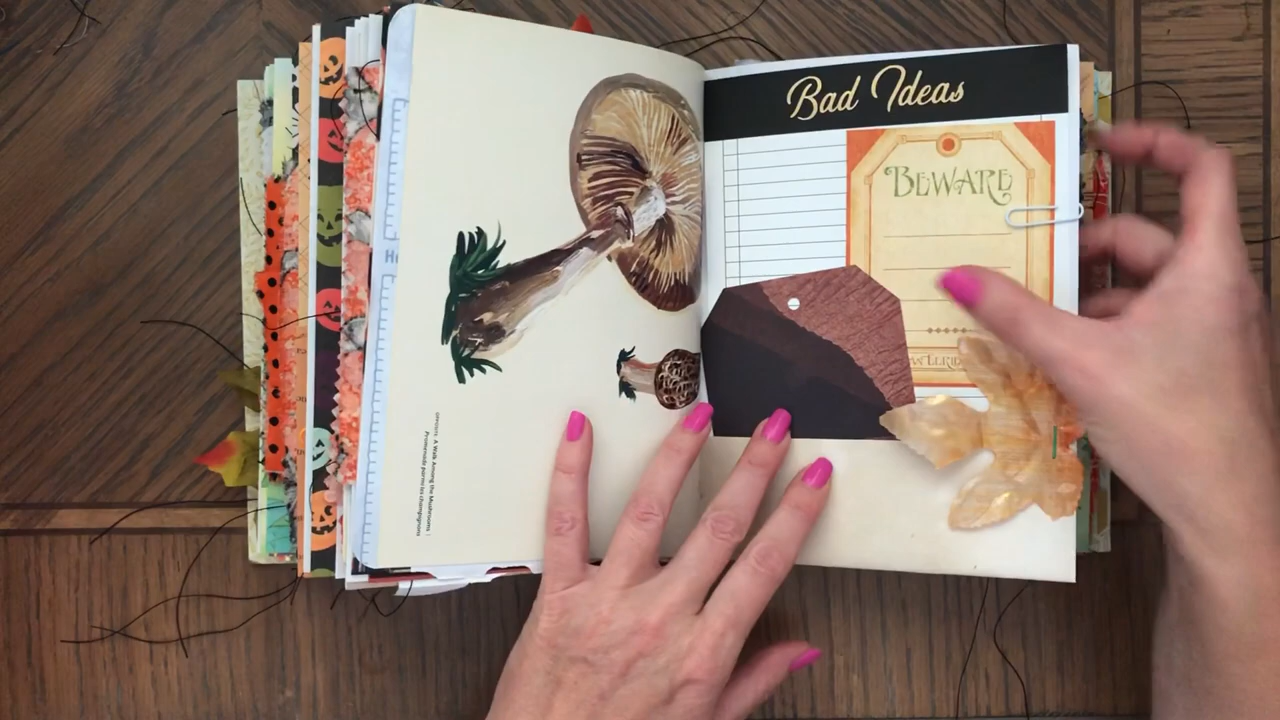 Bad Ideas
BEWARE
OPPOSITE: A Walk Among the Mushrooms |
Promenade parmi les champignons